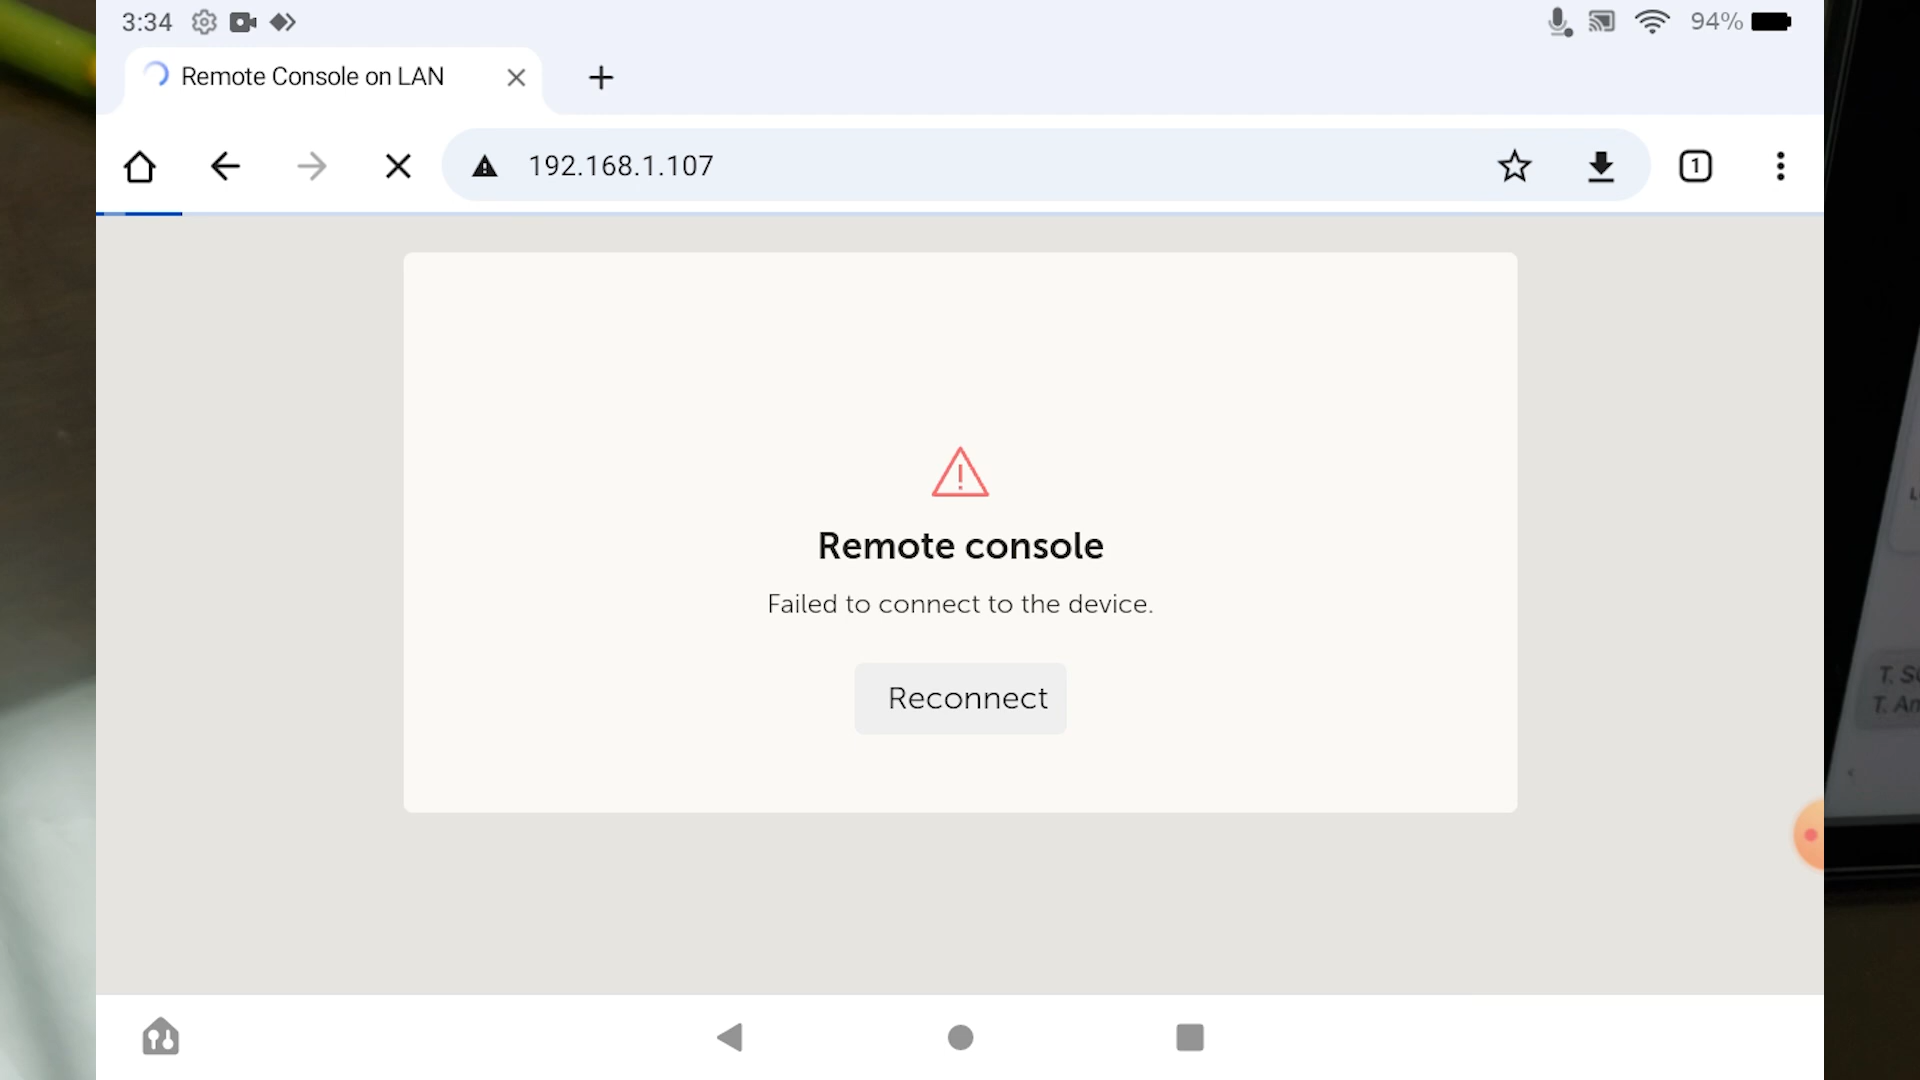 3:34
94%
Remote Console on LAN
192.168.1.107
1
Remote console
Failed to connect to the device.
Reconnect